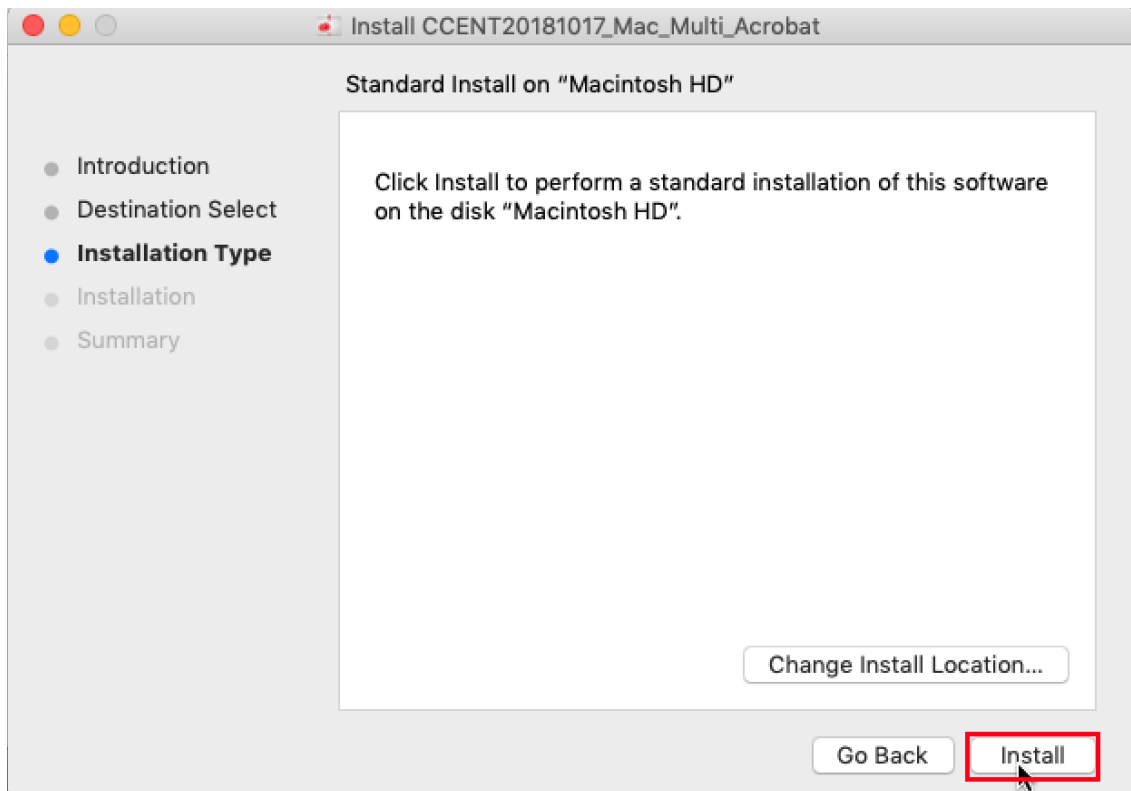 Install CCENT20181017_Mac_Multi_Acrobat
Standard Install on “Macintosh HD”
Introduction
Destination Select
Installation Type
Installation
Summary
Click Install to perform a standard installation of this software
on the disk “Macintosh HD”.
Change Install Location...
Go Back
Install